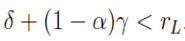 δ + (1 − α)γ < r_L.